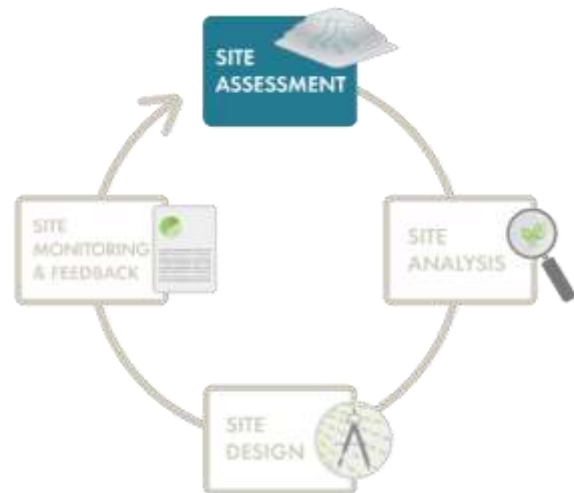 SITE
ASSESSMENT
SITE
ANALYSIS
SITE
DESIGN
SITE
MONITORING
& FEEDBACK